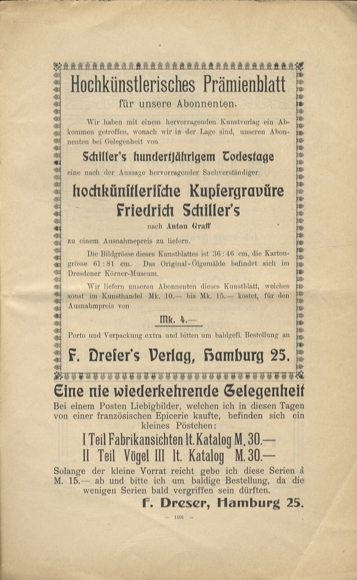 Hochkünstlerisches Prämienblatt
für unsere Abonnenten.
Wir haben mit einem hervorragenden Kunstverlag ein Ab-
kommen getroffen, wonach wir in der Lage sind, unseren Abon-
nenten bei Gelegenheit von
Schiller's hundertjährigem Todestage
eine nach der Aussage hervorragender Sachverständiger
hochkünstlerische Kupfergravüre
Friedrich Schiller's
nach Anton Graff
zu einem Ausnahmepreis zu liefern.
Die Bildgrösse dieses Kunstblattes ist 36:46 cm, die Karton-
grösse 61:81 cm. Das Original-Ölgemälde befindet sich im
Dresdener Körner-Museum.
Wir liefern unseren Abonnenten dieses Kunstblatt, welches
sonst im Kunsthandel Mk. 10.— bis Mk. 15.— kostet, für den
Ausnahmepreis von
Mk. 4.—
Porto und Verpackung extra und bitten um baldgefl. Bestellung an
F. Dreser's Verlag, Hamburg 25.
Eine nie wiederkehrende Gelegenheit
Bei einem Posten Liebigbilder, welchen ich in diesen Tagen
von einer französischen Epicerie kaufte, befinden sich ein
kleines Pöstchen:
I Teil Fabrikansichten lt. Katalog M. 30.—
II Teil Vögel III lt. Katalog M. 30.—
Solange der kleine Vorrat reicht gebe ich diese Serien á
M. 15.— ab und bitte ich um baldige Bestellung, da die
wenigen Serien bald vergriffen sein dürften.
F. Dreser, Hamburg 25.